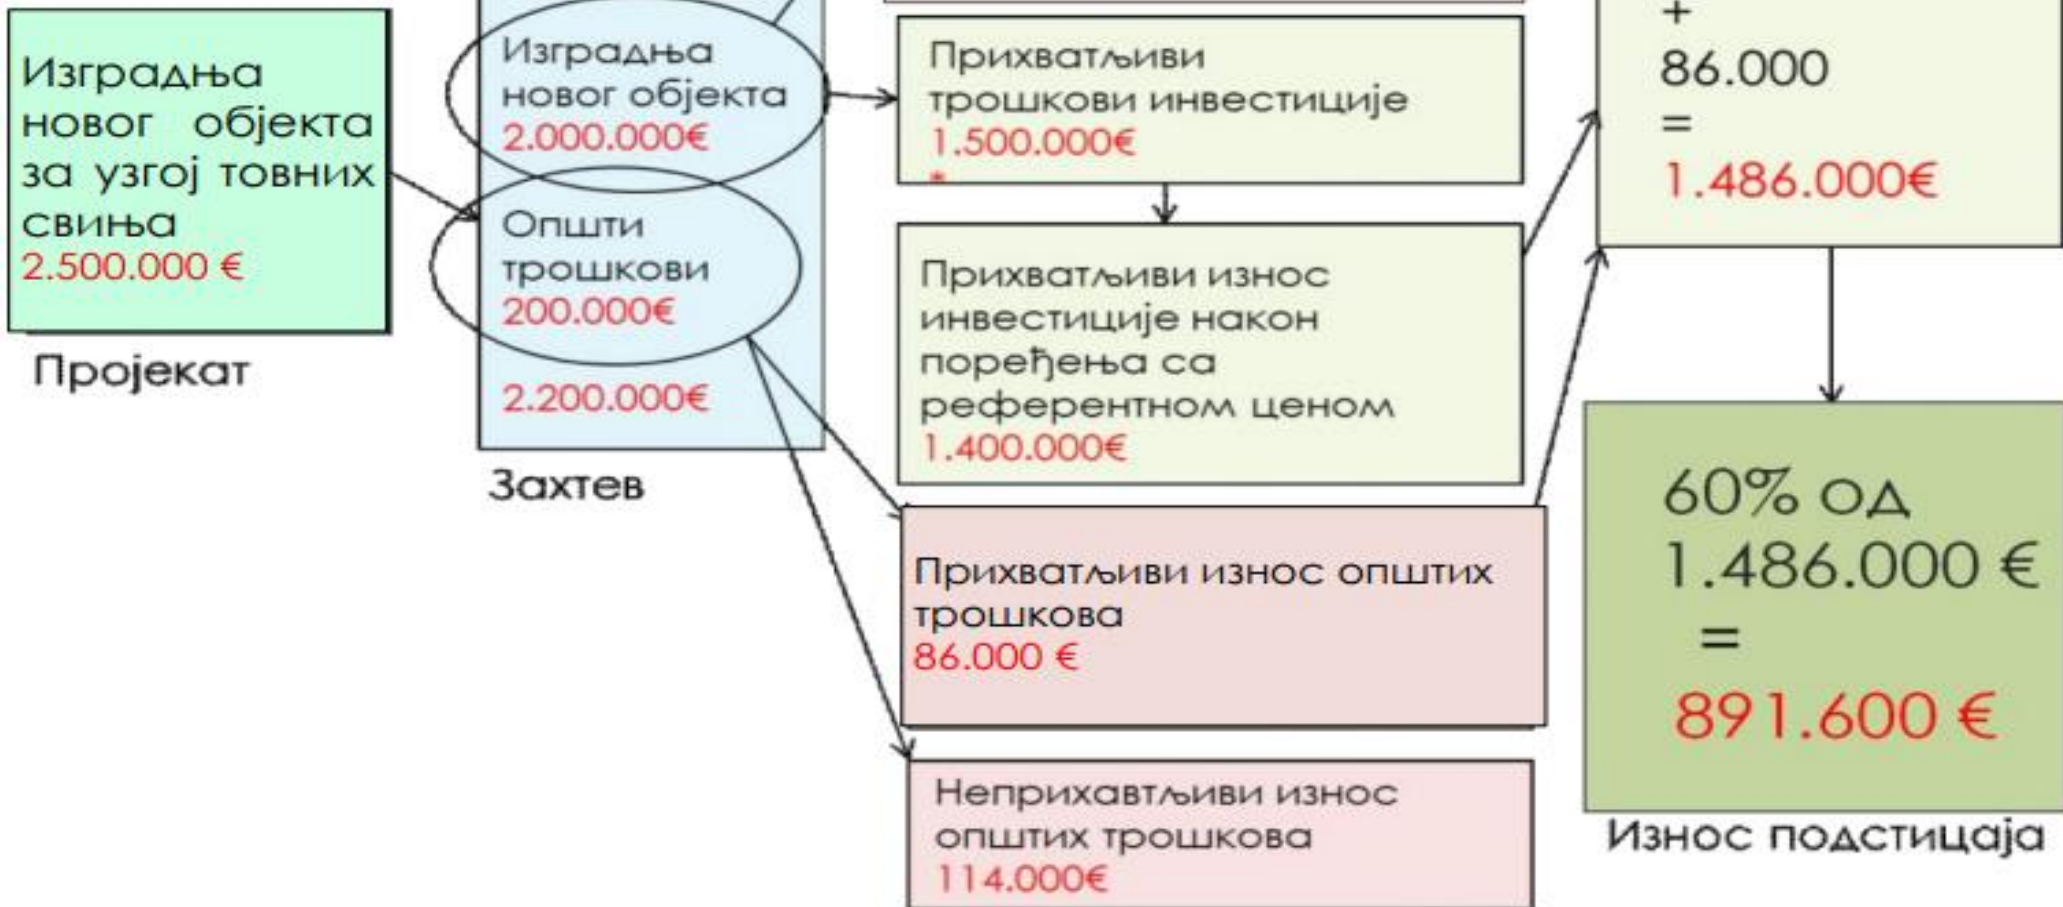 Изградња
новог објекта
за узгој товних
свиња
2.500.000 €
Пројекат
Изградња
новог објекта
2.000.000€
Општи
трошкови
200.000€
2.200.000€
Захтев
Прихватљиви
трошкови инвестиције
1.500.000€
*
Прихватљиви износ
инвестиције након
поређења са
референтном ценом
1.400.000€
Прихватљиви износ општих
трошкова
86.000 €
Неприхавтљиви износ
општих трошкова
114.000€
+
86.000
=
1.486.000€
60% од
1.486.000 €
=
891.600 €
Износ подстицаја